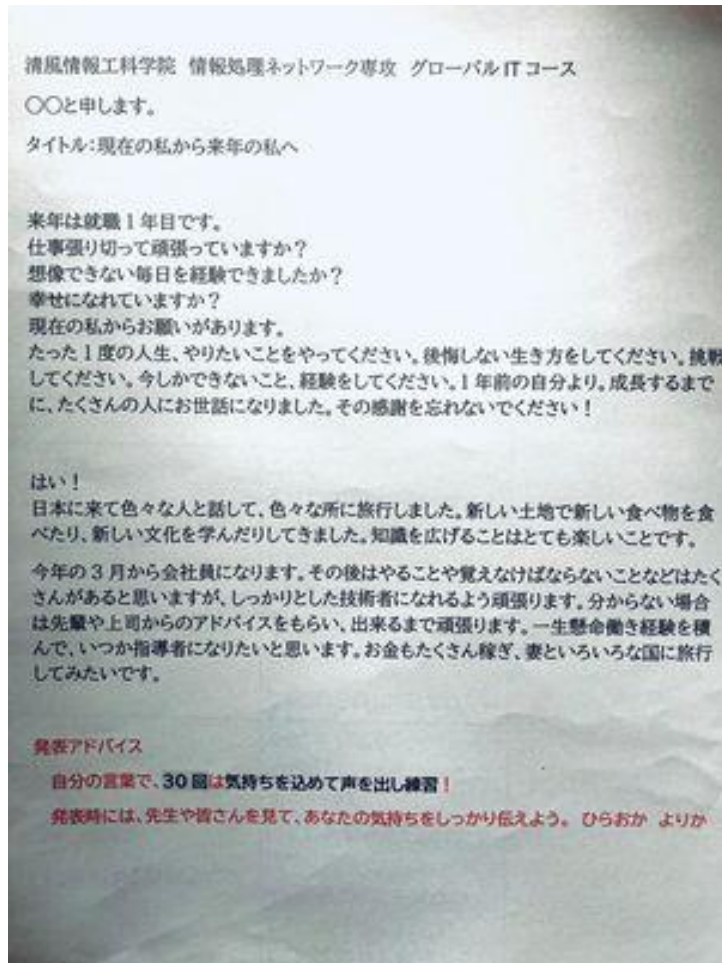 清風情報工科学院 情報処理ネットワーク専攻 グローバル IT コース
〇〇と申します。
タイトル：現在の私から来年の私へ
来年は就職 1 年目です。
仕事張り切って頑張っていますか？
想像できない毎日を経験できましたか？
幸せになれていますか？
現在の私からお願いがあります。
たった 1 度の人生、やりたいことをやってください。後悔しない生き方をしてください。挑戦
してください。今しかできないこと、経験をしてください。1 年前の自分より。成長するまで
に、たくさんの人にお世話になりました。その感謝を忘れないでください！
はい！
日本に来て色々な人と話して、色々な所に旅行しました。新しい土地で新しい食べ物を食
べたり、新しい文化を学んだりしてきました。知識を広げることはとても楽しいことです。
今年の 3 月から会社員になります。その後はやることや覚えなけばならないことなどはたく
さんがあると思いますが、しっかりとした技術者になれるよう頑張ります。分からない場合
は先輩や上司からのアドバイスをもらい、出来るまで頑張ります。一生懸命働き経験を積
んで、いつか指導者になりたいと思います。お金もたくさん稼ぎ、妻といろいろな国に旅行
してみたいです。
発表アドバイス
自分の言葉で、30 回は気持ちを込めて声を出し練習！
発表時には、先生や皆さんを見て、あなたの気持ちをしっかり伝えよう。 ひらおか よりか